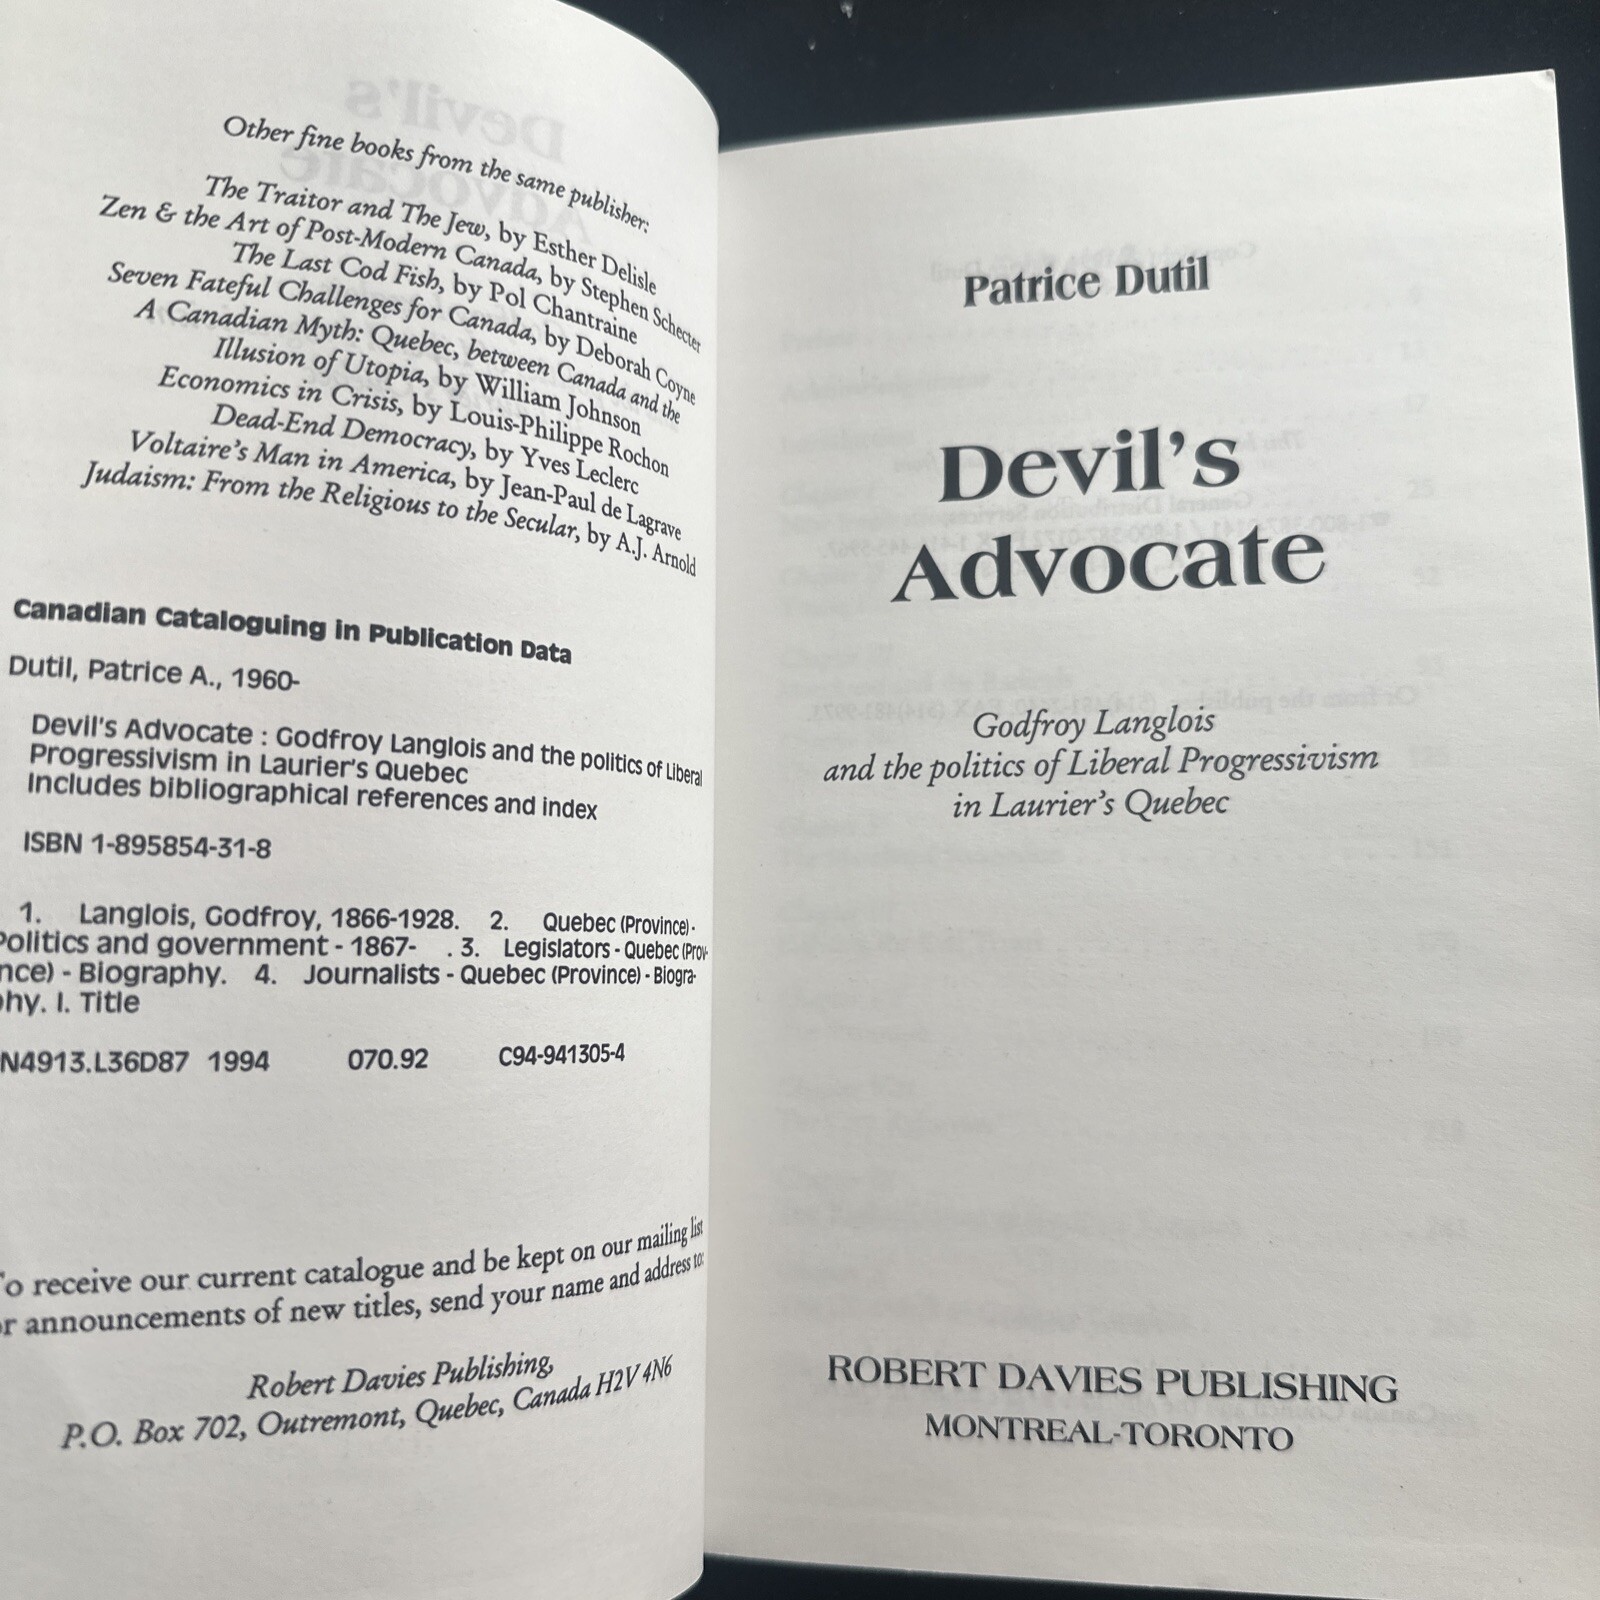 Other fine books from the same publisher:
The Traitor and The Jew, by Esther Delisle
Zen & the Art of Post-Modern Canada, by Stephen Schecter
The Last Cod Fish, by Pol Chantraine
Seven Fateful Challenges for Canada, by Deborah Coyne
A Canadian Myth: Quebec, between Canada and the
Illusion of Utopia, by William Johnson
Economics in Crisis, by Louis-Philippe Rochon
Dead-End Democracy, by Yves Leclerc
Voltaire's Man in America, by Jean-Paul de Lagrave
Judaism: From the Religious to the Secular, by A.J. Arnold
Canadian Cataloguing in Publication Data
Dutil, Patrice A., 1960-
Devil's Advocate : Godfroy Langlois and the politics of Liberal
Progressivism in Laurier's Quebec
Includes bibliographical references and index
ISBN 1-895854-31-8
1. Langlois, Godfroy, 1866-1928. 2. Quebec (Province) -
Politics and government - 1867- . 3. Legislators - Quebec (Prov-
nce) - Biography. 4. Journalists - Quebec (Province) - Biogra-
hy. I. Title
N4913.L36D87 1994 070.92 C94-941305-4
To receive our current catalogue and be kept on our mailing list
or announcements of new titles, send your name and address to:
Robert Davies Publishing,
P.O. Box 702, Outremont, Quebec, Canada H2V 4N6
Patrice Dutil
Devil's
Advocate
Godfroy Langlois
and the politics of Liberal Progressivism
in Laurier's Quebec
ROBERT DAVIES PUBLISHING
MONTREAL-TORONTO